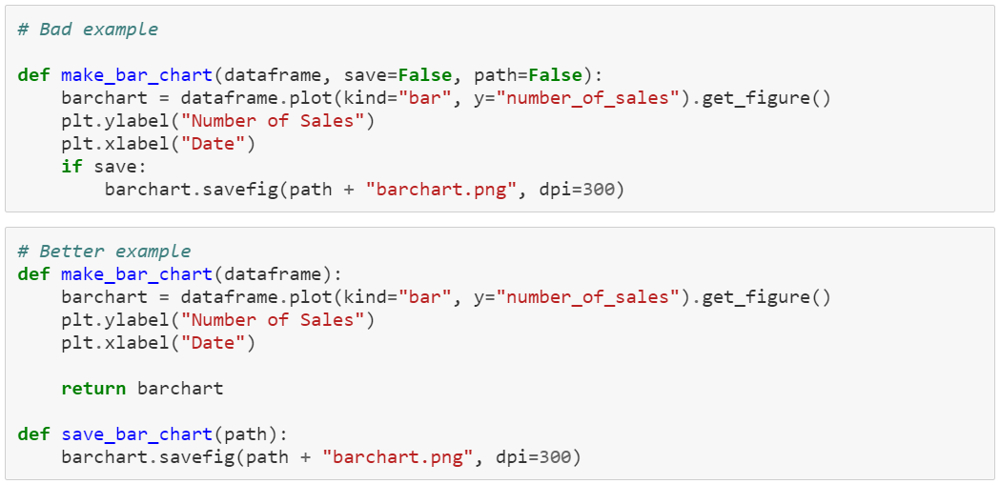 # Bad example
def make_bar_chart(dataframe, save=False, path=False):
    barchart = dataframe.plot(kind="bar", y="number_of_sales").get_figure()
    plt.ylabel("Number of Sales")
    plt.xlabel("Date")
    if save:
        barchart.savefig(path + "barchart.png", dpi=300)
# Better example
def make_bar_chart(dataframe):
    barchart = dataframe.plot(kind="bar", y="number_of_sales").get_figure()
    plt.ylabel("Number of Sales")
    plt.xlabel("Date")
    return barchart
def save_bar_chart(path):
    barchart.savefig(path + "barchart.png", dpi=300)